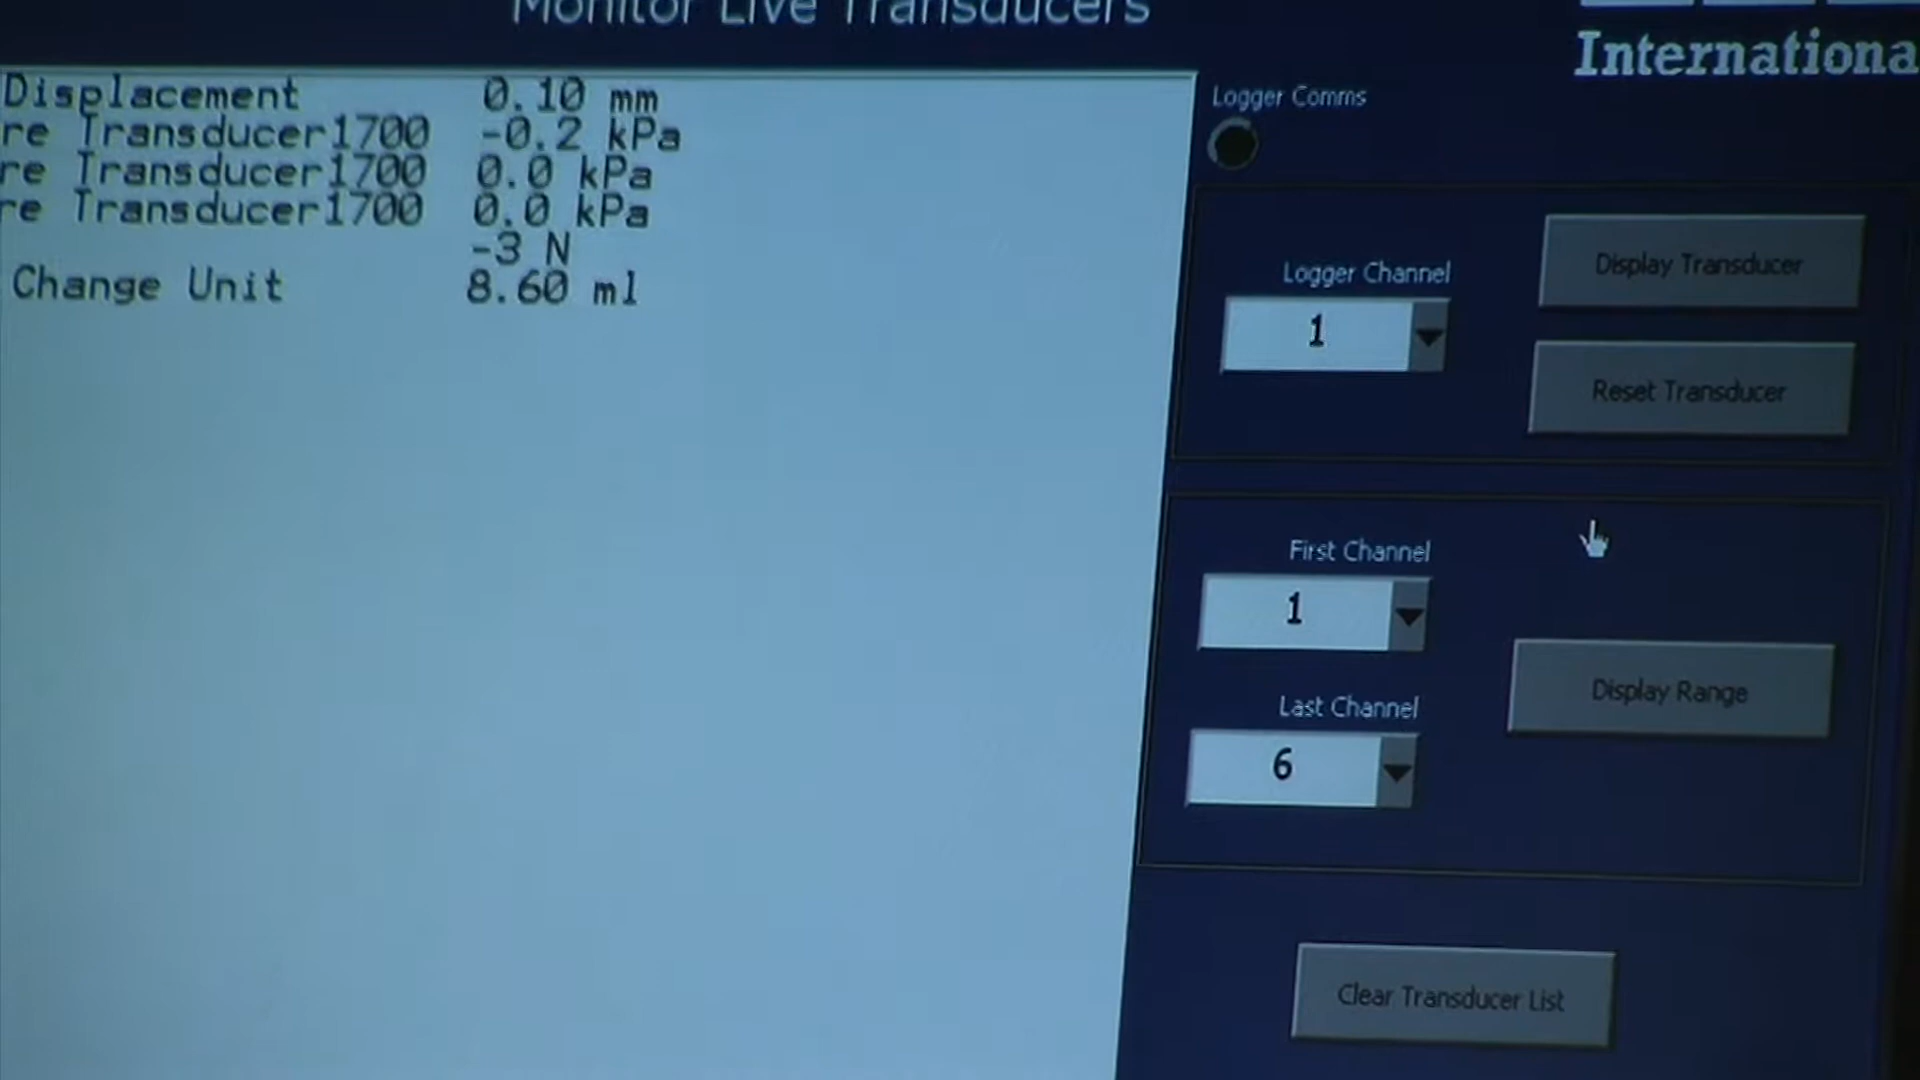 Monitor Live Transducers
Internationa
Displacement 0.10 mm
re Transducer1700 -0.2 kPa
re Transducer1700 0.0 kPa
re Transducer1700 0.0 kPa
-3 N
Change Unit 8.60 ml
Logger Comms
Logger Channel
1
Display Transducer
Reset Transducer
First Channel
1
Last Channel
6
Display Range
Clear Transducer List